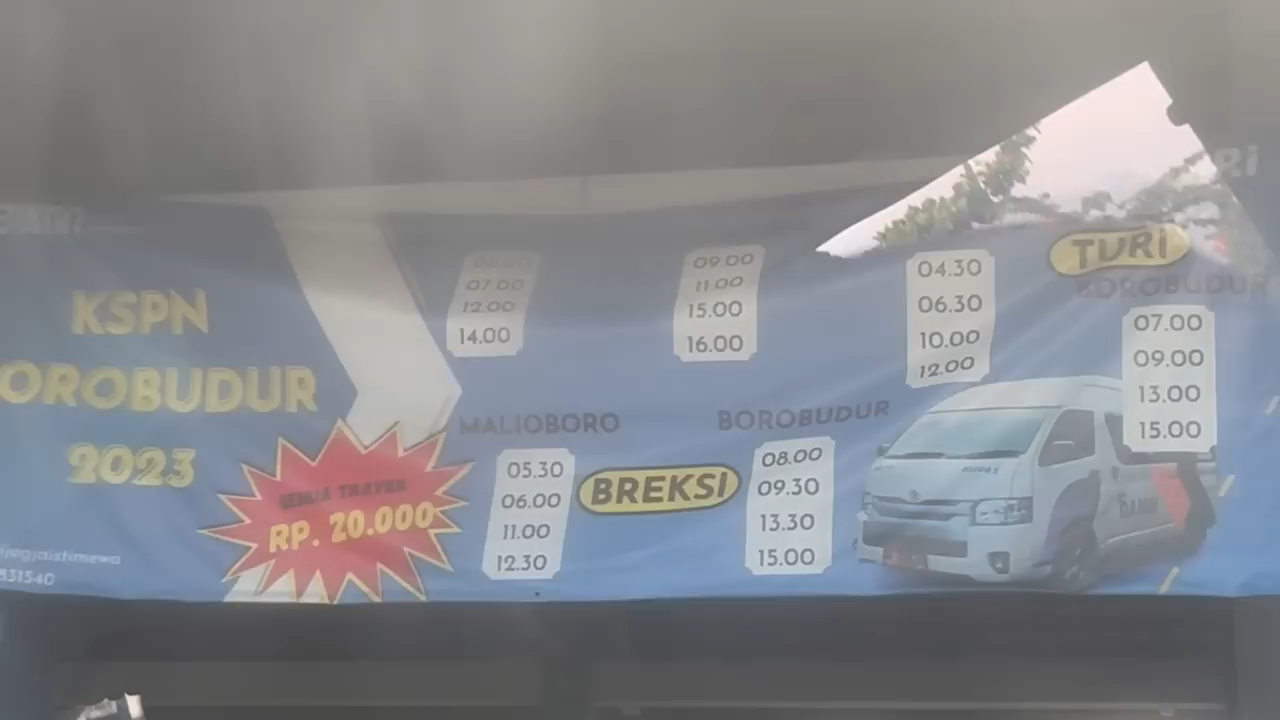 KSPN
OROBUDUR
2023
SEMUA TRAYEK
RP. 20.000
831540
07.00
12.00
14.00
09.00
11.00
15.00
16.00
04.30
06.30
10.00
12.00
TURI
BOROBUDUR
07.00
09.00
13.00
15.00
MALIOBORO
05.30
06.00
11.00
12.30
BREKSI
BOROBUDUR
08.00
09.30
13.30
15.00
DAMRI